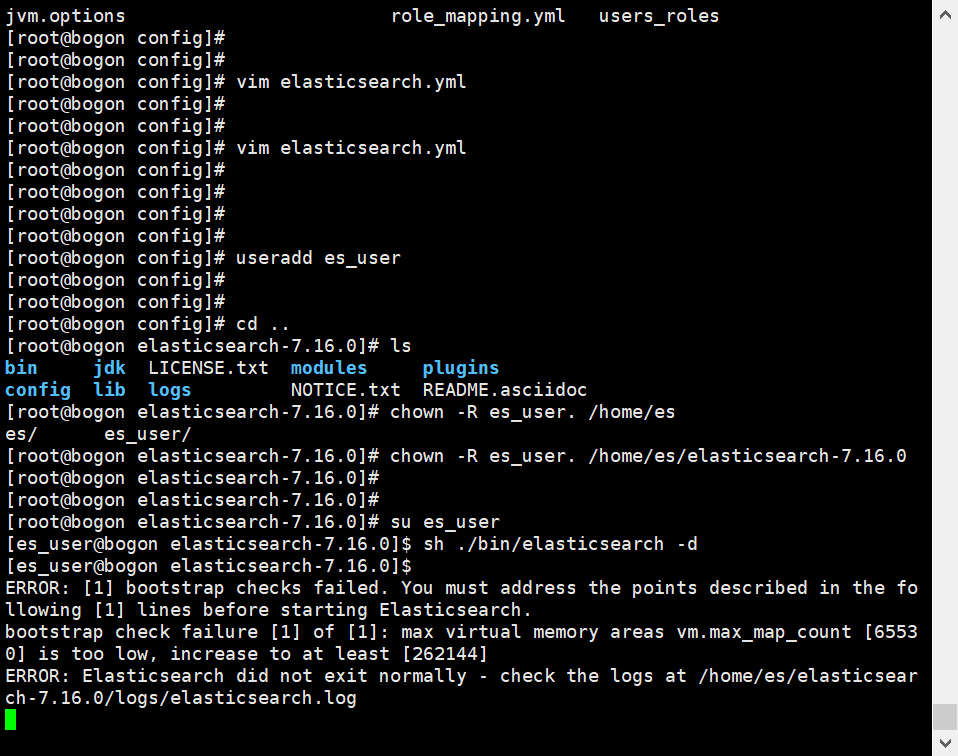 jvm.options                        role_mapping.yml   users_roles
[root@bogon config]#
[root@bogon config]#
[root@bogon config]# vim elasticsearch.yml
[root@bogon config]#
[root@bogon config]#
[root@bogon config]# vim elasticsearch.yml
[root@bogon config]#
[root@bogon config]#
[root@bogon config]#
[root@bogon config]#
[root@bogon config]# useradd es_user
[root@bogon config]#
[root@bogon config]#
[root@bogon config]# cd ..
[root@bogon elasticsearch-7.16.0]# ls
bin     jdk  LICENSE.txt  modules     plugins
config  lib  logs         NOTICE.txt  README.asciidoc
[root@bogon elasticsearch-7.16.0]# chown -R es_user. /home/es
es/      es_user/
[root@bogon elasticsearch-7.16.0]# chown -R es_user. /home/es/elasticsearch-7.16.0
[root@bogon elasticsearch-7.16.0]#
[root@bogon elasticsearch-7.16.0]#
[root@bogon elasticsearch-7.16.0]# su es_user
[es_user@bogon elasticsearch-7.16.0]$ sh ./bin/elasticsearch -d
[es_user@bogon elasticsearch-7.16.0]$
ERROR: [1] bootstrap checks failed. You must address the points described in the fo
llowing [1] lines before starting Elasticsearch.
bootstrap check failure [1] of [1]: max virtual memory areas vm.max_map_count [6553
0] is too low, increase to at least [262144]
ERROR: Elasticsearch did not exit normally - check the logs at /home/es/elasticsear
ch-7.16.0/logs/elasticsearch.log